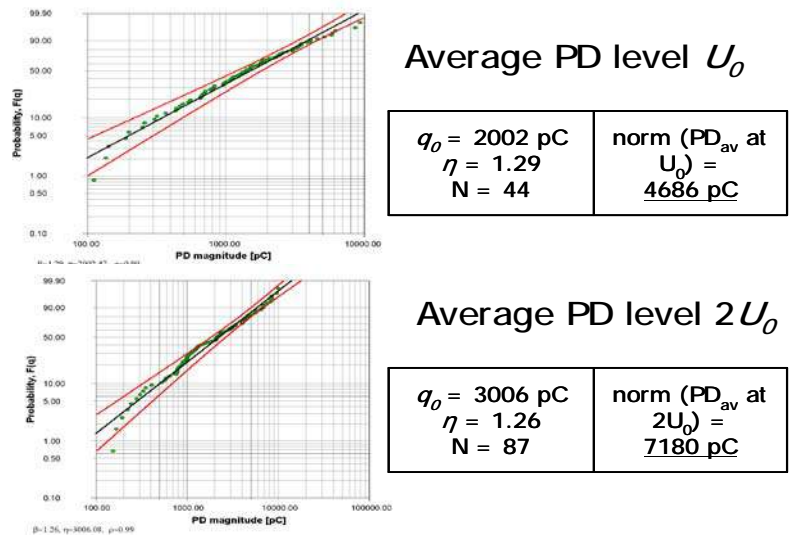 99.90
99.00
50.00
10.00
5.00
1.00
0.50
0.10
Probability, F(q)
100.00 1000.00 10000.00
PD magnitude [pC]
Average PD level U0
q0 = 2002 pC
η = 1.29
N = 44
norm (PDav at
U0) =
4686 pC
99.90
90.00
50.00
10.00
5.00
1.00
0.50
0.10
Probability, F(q)
100.00 1000.00 10000.00 100000.00
PD magnitude [pC]
β=1.26, η=3006.08, ρ=0.99
Average PD level 2U0
q0 = 3006 pC
η = 1.26
N = 87
norm (PDav at
2U0) =
7180 pC